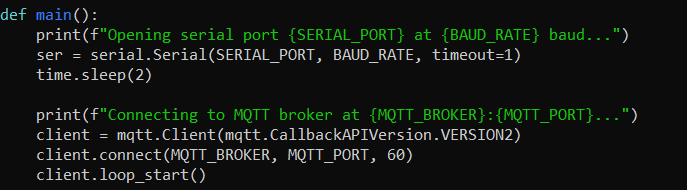 def main():
    print(f"Opening serial port {SERIAL_PORT} at {BAUD_RATE} baud...")
    ser = serial.Serial(SERIAL_PORT, BAUD_RATE, timeout=1)
    time.sleep(2)

    print(f"Connecting to MQTT broker at {MQTT_BROKER}:{MQTT_PORT}...")
    client = mqtt.Client(mqtt.CallbackAPIVersion.VERSION2)
    client.connect(MQTT_BROKER, MQTT_PORT, 60)
    client.loop_start()